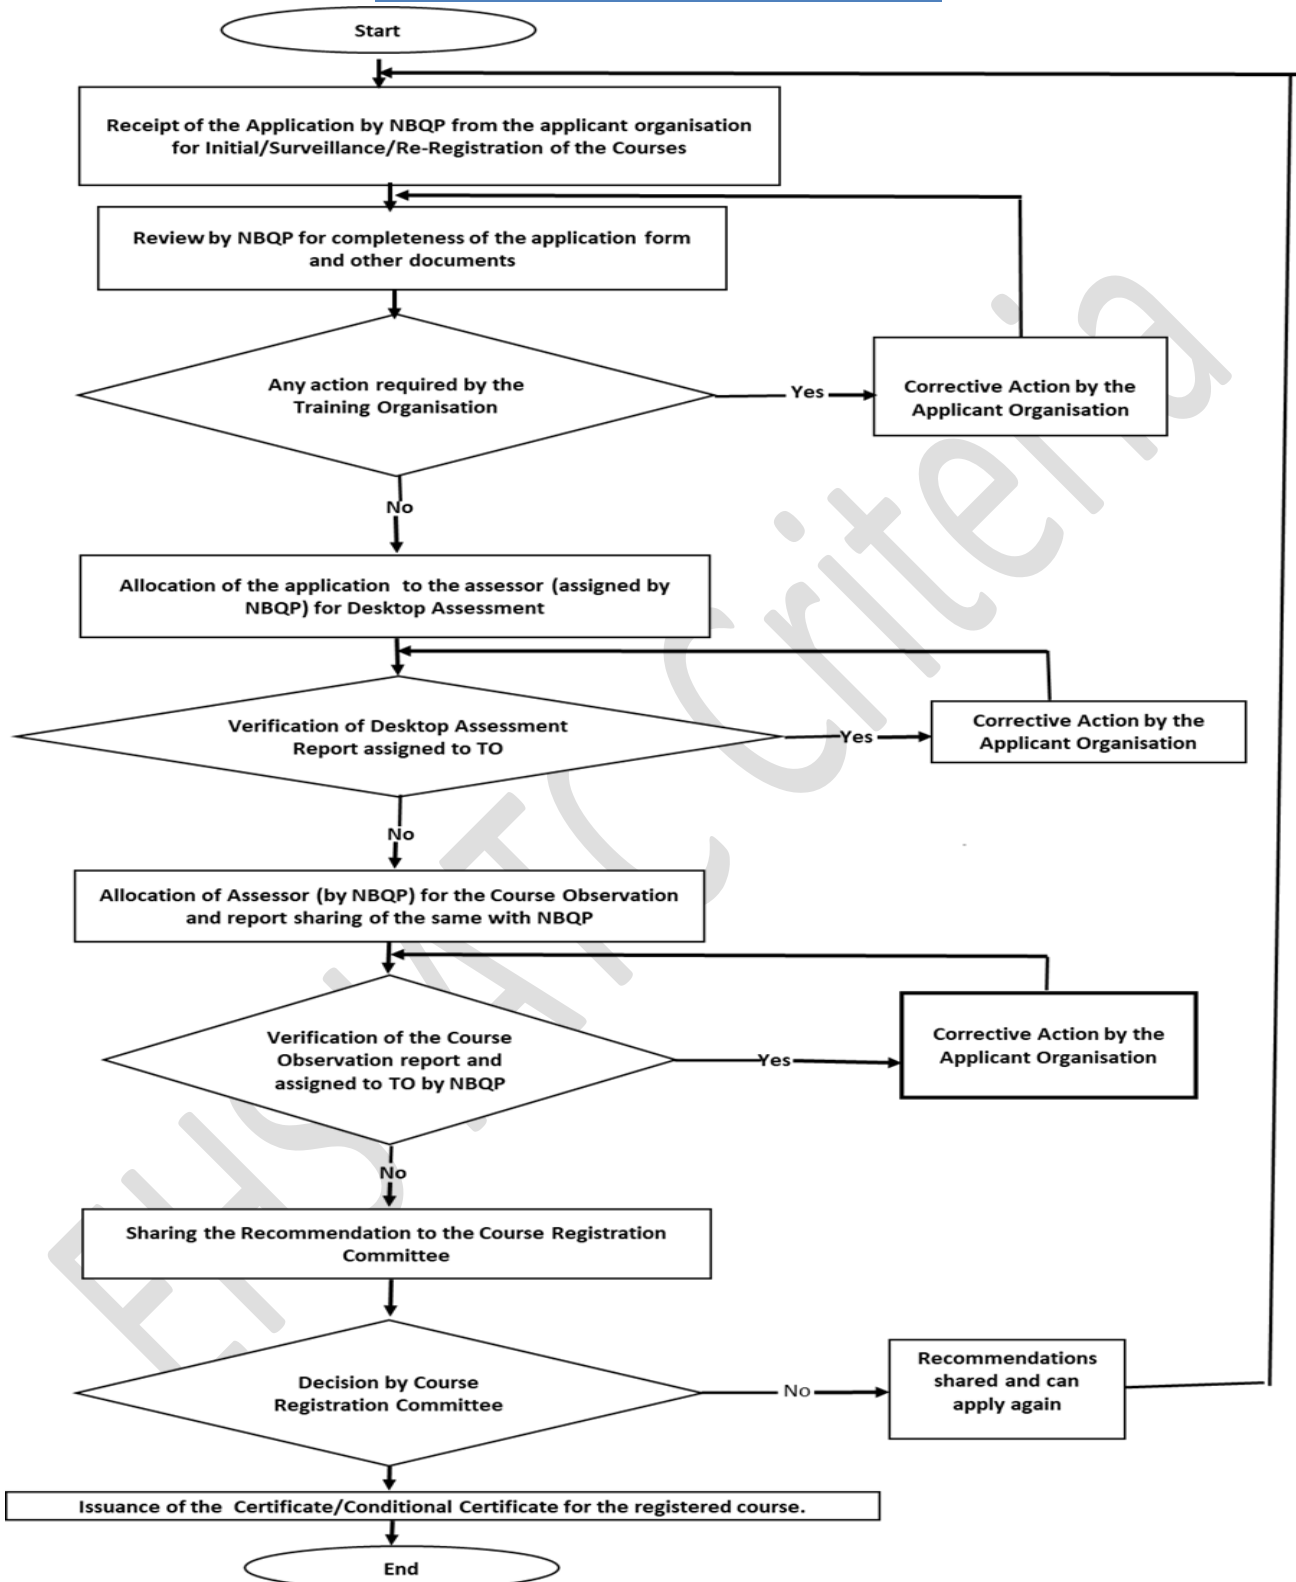 Start
Receipt of the Application by NBQP from the applicant organisation
for Initial/Surveillance/Re-Registration of the Courses
Review by NBQP for completeness of the application form
and other documents
Any action required by the
Training Organisation
Yes
Corrective Action by the
Applicant Organisation
No
Allocation of the application to the assessor (assigned by
NBQP) for Desktop Assessment
Verification of Desktop Assessment
Report assigned to TO
Yes
Corrective Action by the
Applicant Organisation
No
Allocation of Assessor (by NBQP) for the Course Observation
and report sharing of the same with NBQP
Verification of the Course
Observation report and
assigned to TO by NBQP
Yes
Corrective Action by the
Applicant Organisation
No
Sharing the Recommendation to the Course Registration
Committee
Decision by Course
Registration Committee
No
Recommendations
shared and can
apply again
Issuance of the Certificate/Conditional Certificate for the registered course.
End
EHS Criteria